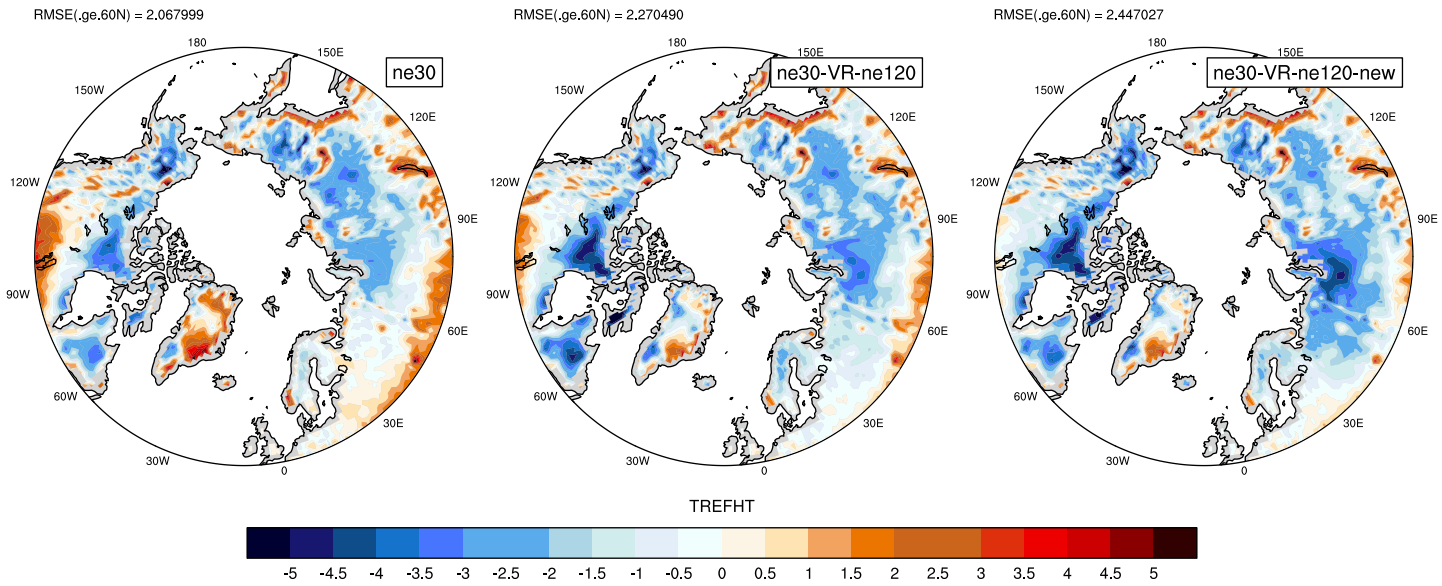 RMSE(.ge.60N) = 2.067999
RMSE(.ge.60N) = 2.270490
RMSE(.ge.60N) = 2.447027
180
150E
120E
90E
60E
30E
0
30W
60W
90W
120W
150W
ne30
180
150E
120E
90E
60E
30E
0
30W
60W
90W
120W
150W
ne30-VR-ne120
180
150E
120E
90E
60E
30E
0
30W
60W
90W
120W
150W
ne30-VR-ne120-new
TREFHT
-5 -4.5 -4 -3.5 -3 -2.5 -2 -1.5 -1 -0.5 0 0.5 1 1.5 2 2.5 3 3.5 4 4.5 5